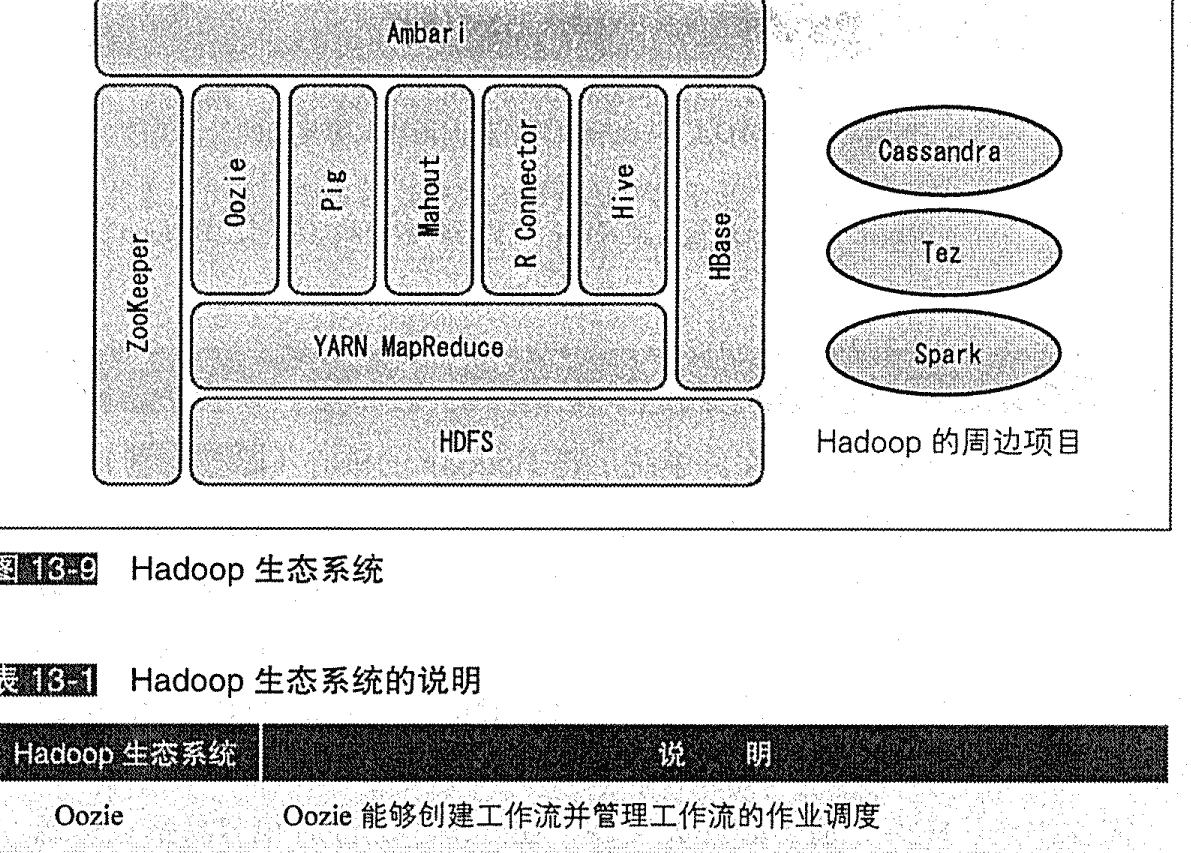 Ambari
ZooKeeper
Oozie
Pig
Mahout
R Connector
Hive
HBase
YARN MapReduce
HDFS
Cassandra
Tez
Spark
Hadoop 的周边项目
图 13-9 Hadoop 生态系统
表 13-1 Hadoop 生态系统的说明
Hadoop 生态系统 说 明
Oozie Oozie 能够创建工作流并管理工作流的作业调度